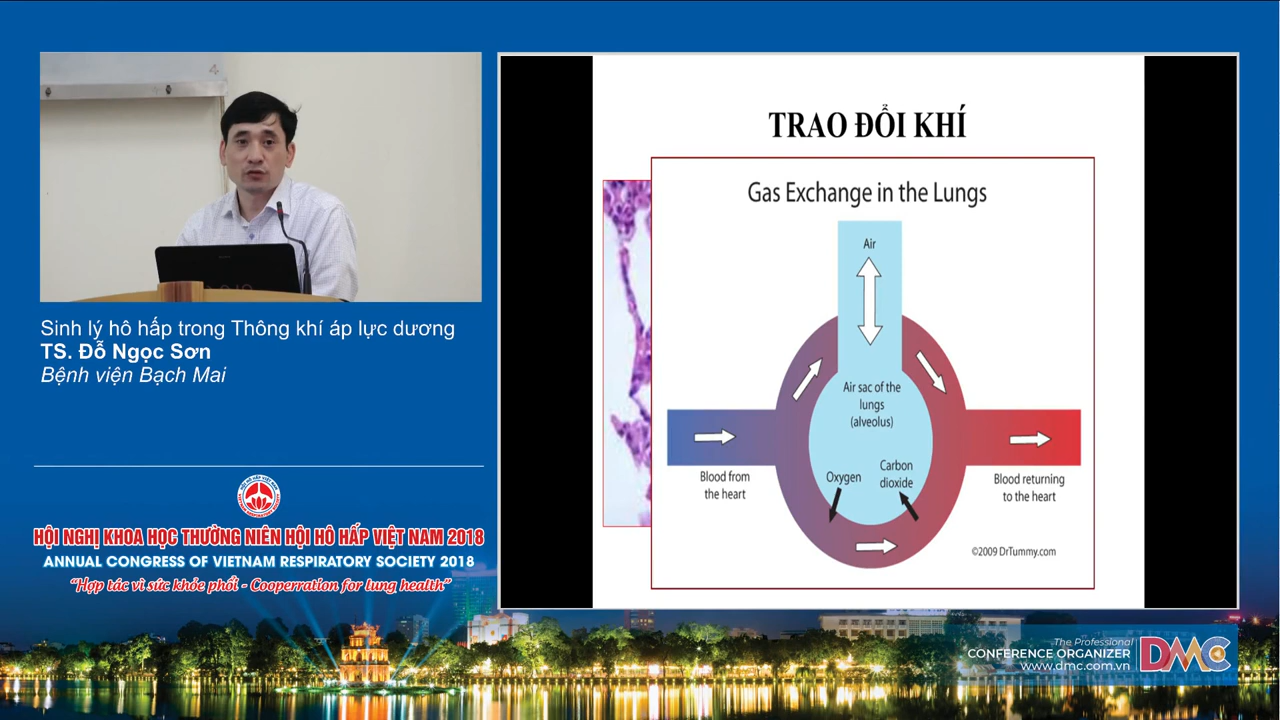 Sinh lý hô hấp trong Thông khí áp lực dương
TS. Đỗ Ngọc Sơn
Bệnh viện Bạch Mai
HỘI NGHỊ KHOA HỌC THƯỜNG NIÊN HỘI HÔ HẤP VIỆT NAM 2018
ANNUAL CONGRESS OF VIETNAM RESPIRATORY SOCIETY 2018
"Hợp tác vì sức khỏe phổi - Cooperration for lung health"
TRAO ĐỔI KHÍ
Gas Exchange in the Lungs
Air
Air sac of the
lungs
(alveolus)
Oxygen
Carbon
dioxide
Blood from
the heart
Blood returning
to the heart
©2009 DrTummy.com
The Professional
CONFERENCE ORGANIZER
www.dmc.com.vn
DMC